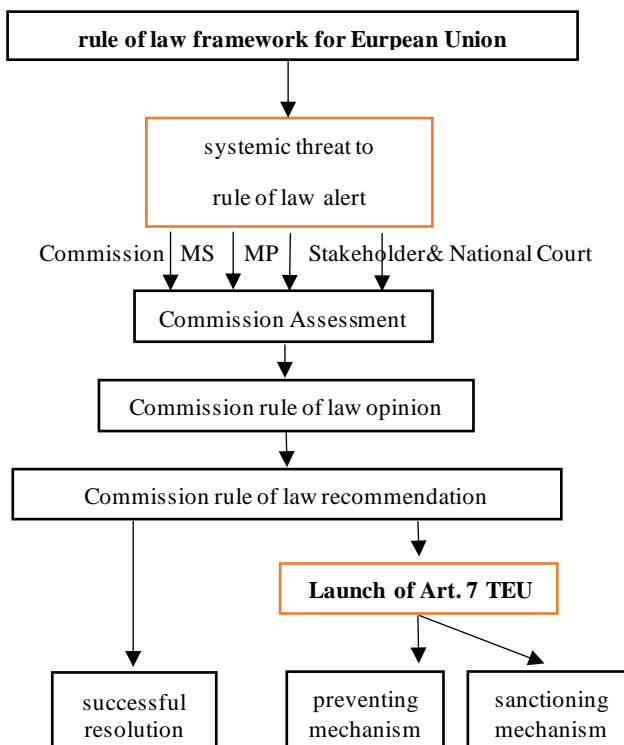 rule of law framework for Eurpean Union
systemic threat to
rule of law alert
Commission MS MP Stakeholder& National Court
Commission Assessment
Commission rule of law opinion
Commission rule of law recommendation
Launch of Art. 7 TEU
successful
resolution
preventing
mechanism
sanctioning
mechanism